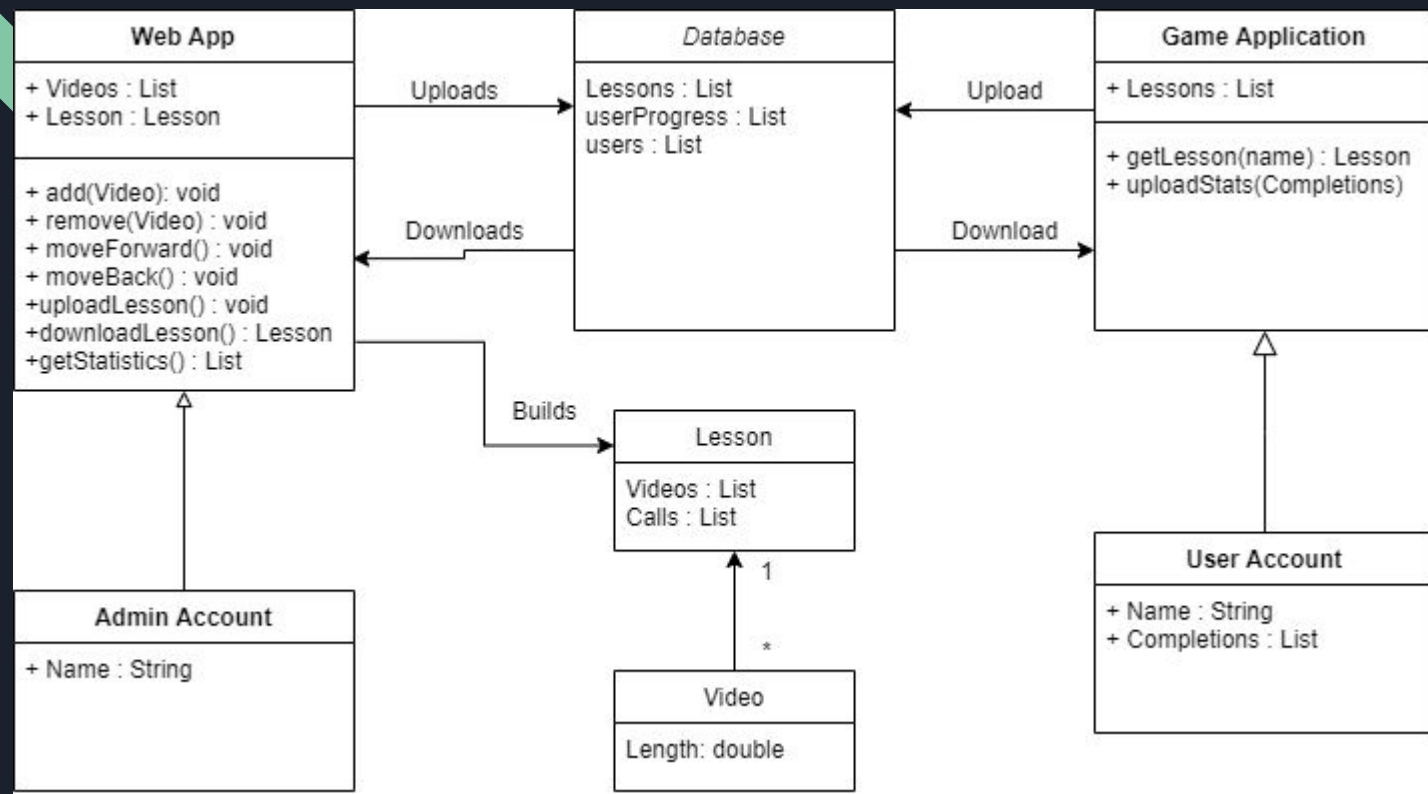 Web App
+ Videos : List
+ Lesson : Lesson
+ add(Video): void
+ remove(Video) : void
+ moveForward() : void
+ moveBack() : void
+uploadLesson() : void
+downloadLesson() : Lesson
+getStatistics() : List
Uploads
Downloads
Database
Lessons : List
userProgress : List
users : List
Upload
Download
Game Application
+ Lessons : List
+ getLesson(name) : Lesson
+ uploadStats(Completions)
Builds
Lesson
Videos : List
Calls : List
1
*
Video
Length: double
Admin Account
+ Name : String
User Account
+ Name : String
+ Completions : List